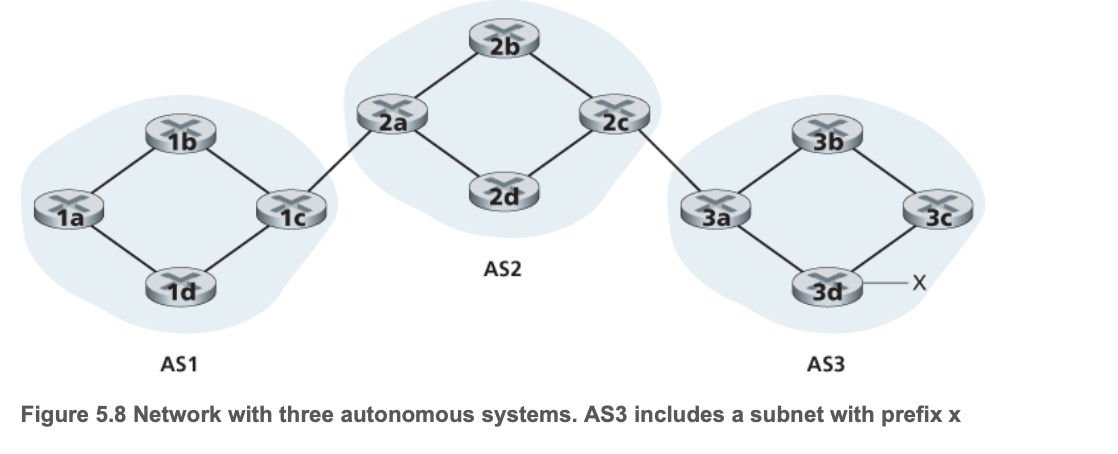 2b
2a
2c
2d
AS2
1b
1a
1c
1d
AS1
3b
3a
3c
3d
X
AS3
Figure 5.8 Network with three autonomous systems. AS3 includes a subnet with prefix x